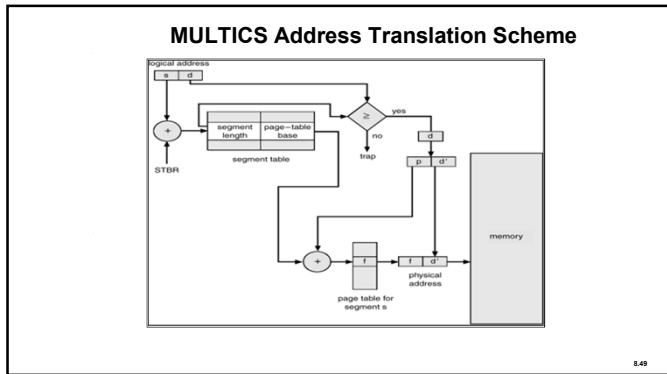 MULTICS Address Translation Scheme
logical address
s d
≥
yes
no
trap
segment length
page–table base
+
segment table
STBR
d
p d'
memory
+
f
f d'
physical address
page table for segment s
8.49